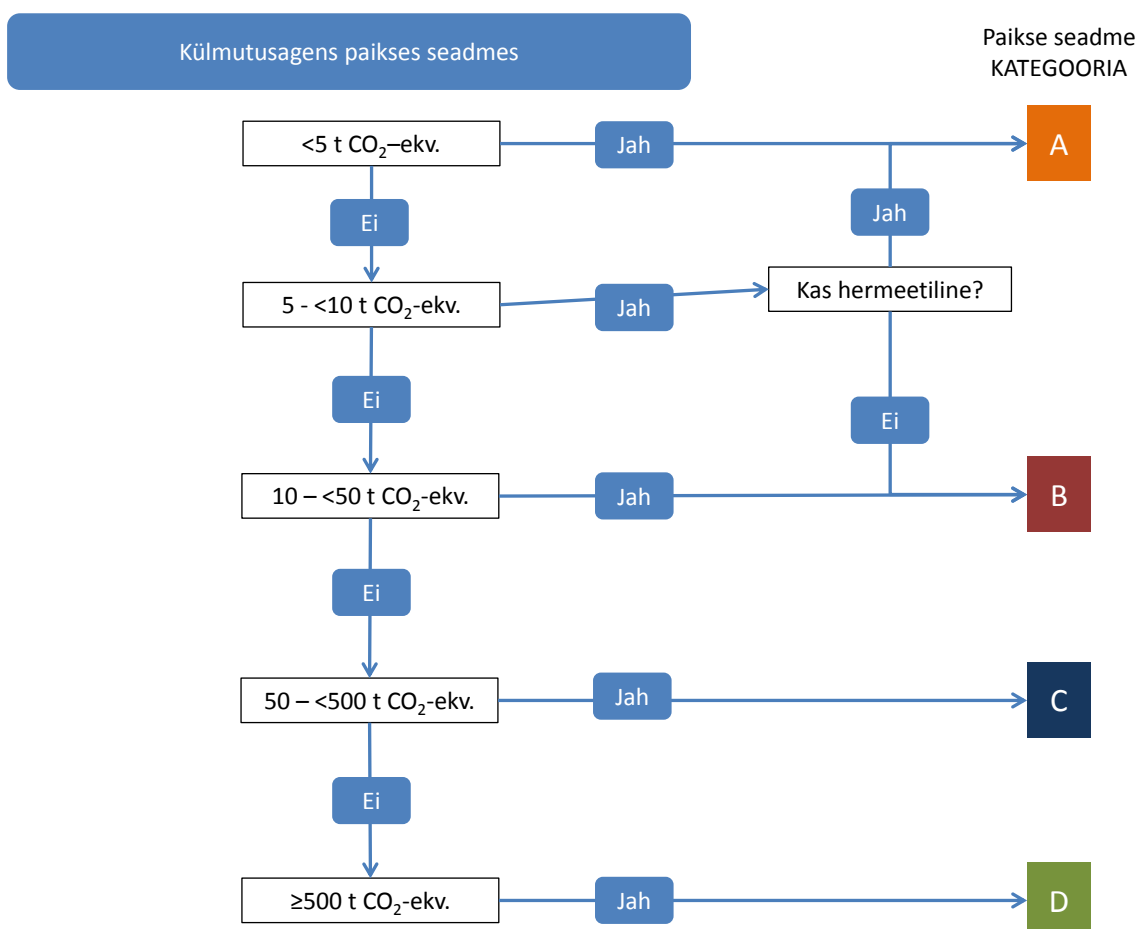 Külmutusagens paikses seadmes
Paikse seadme
KATEGOORIA
<5 t CO₂–ekv.
Jah
A
Ei
Jah
5 - <10 t CO₂-ekv.
Jah
Kas hermeetiline?
Ei
Ei
10 – <50 t CO₂-ekv.
Jah
B
Ei
50 – <500 t CO₂-ekv.
Jah
C
Ei
≥500 t CO₂-ekv.
Jah
D